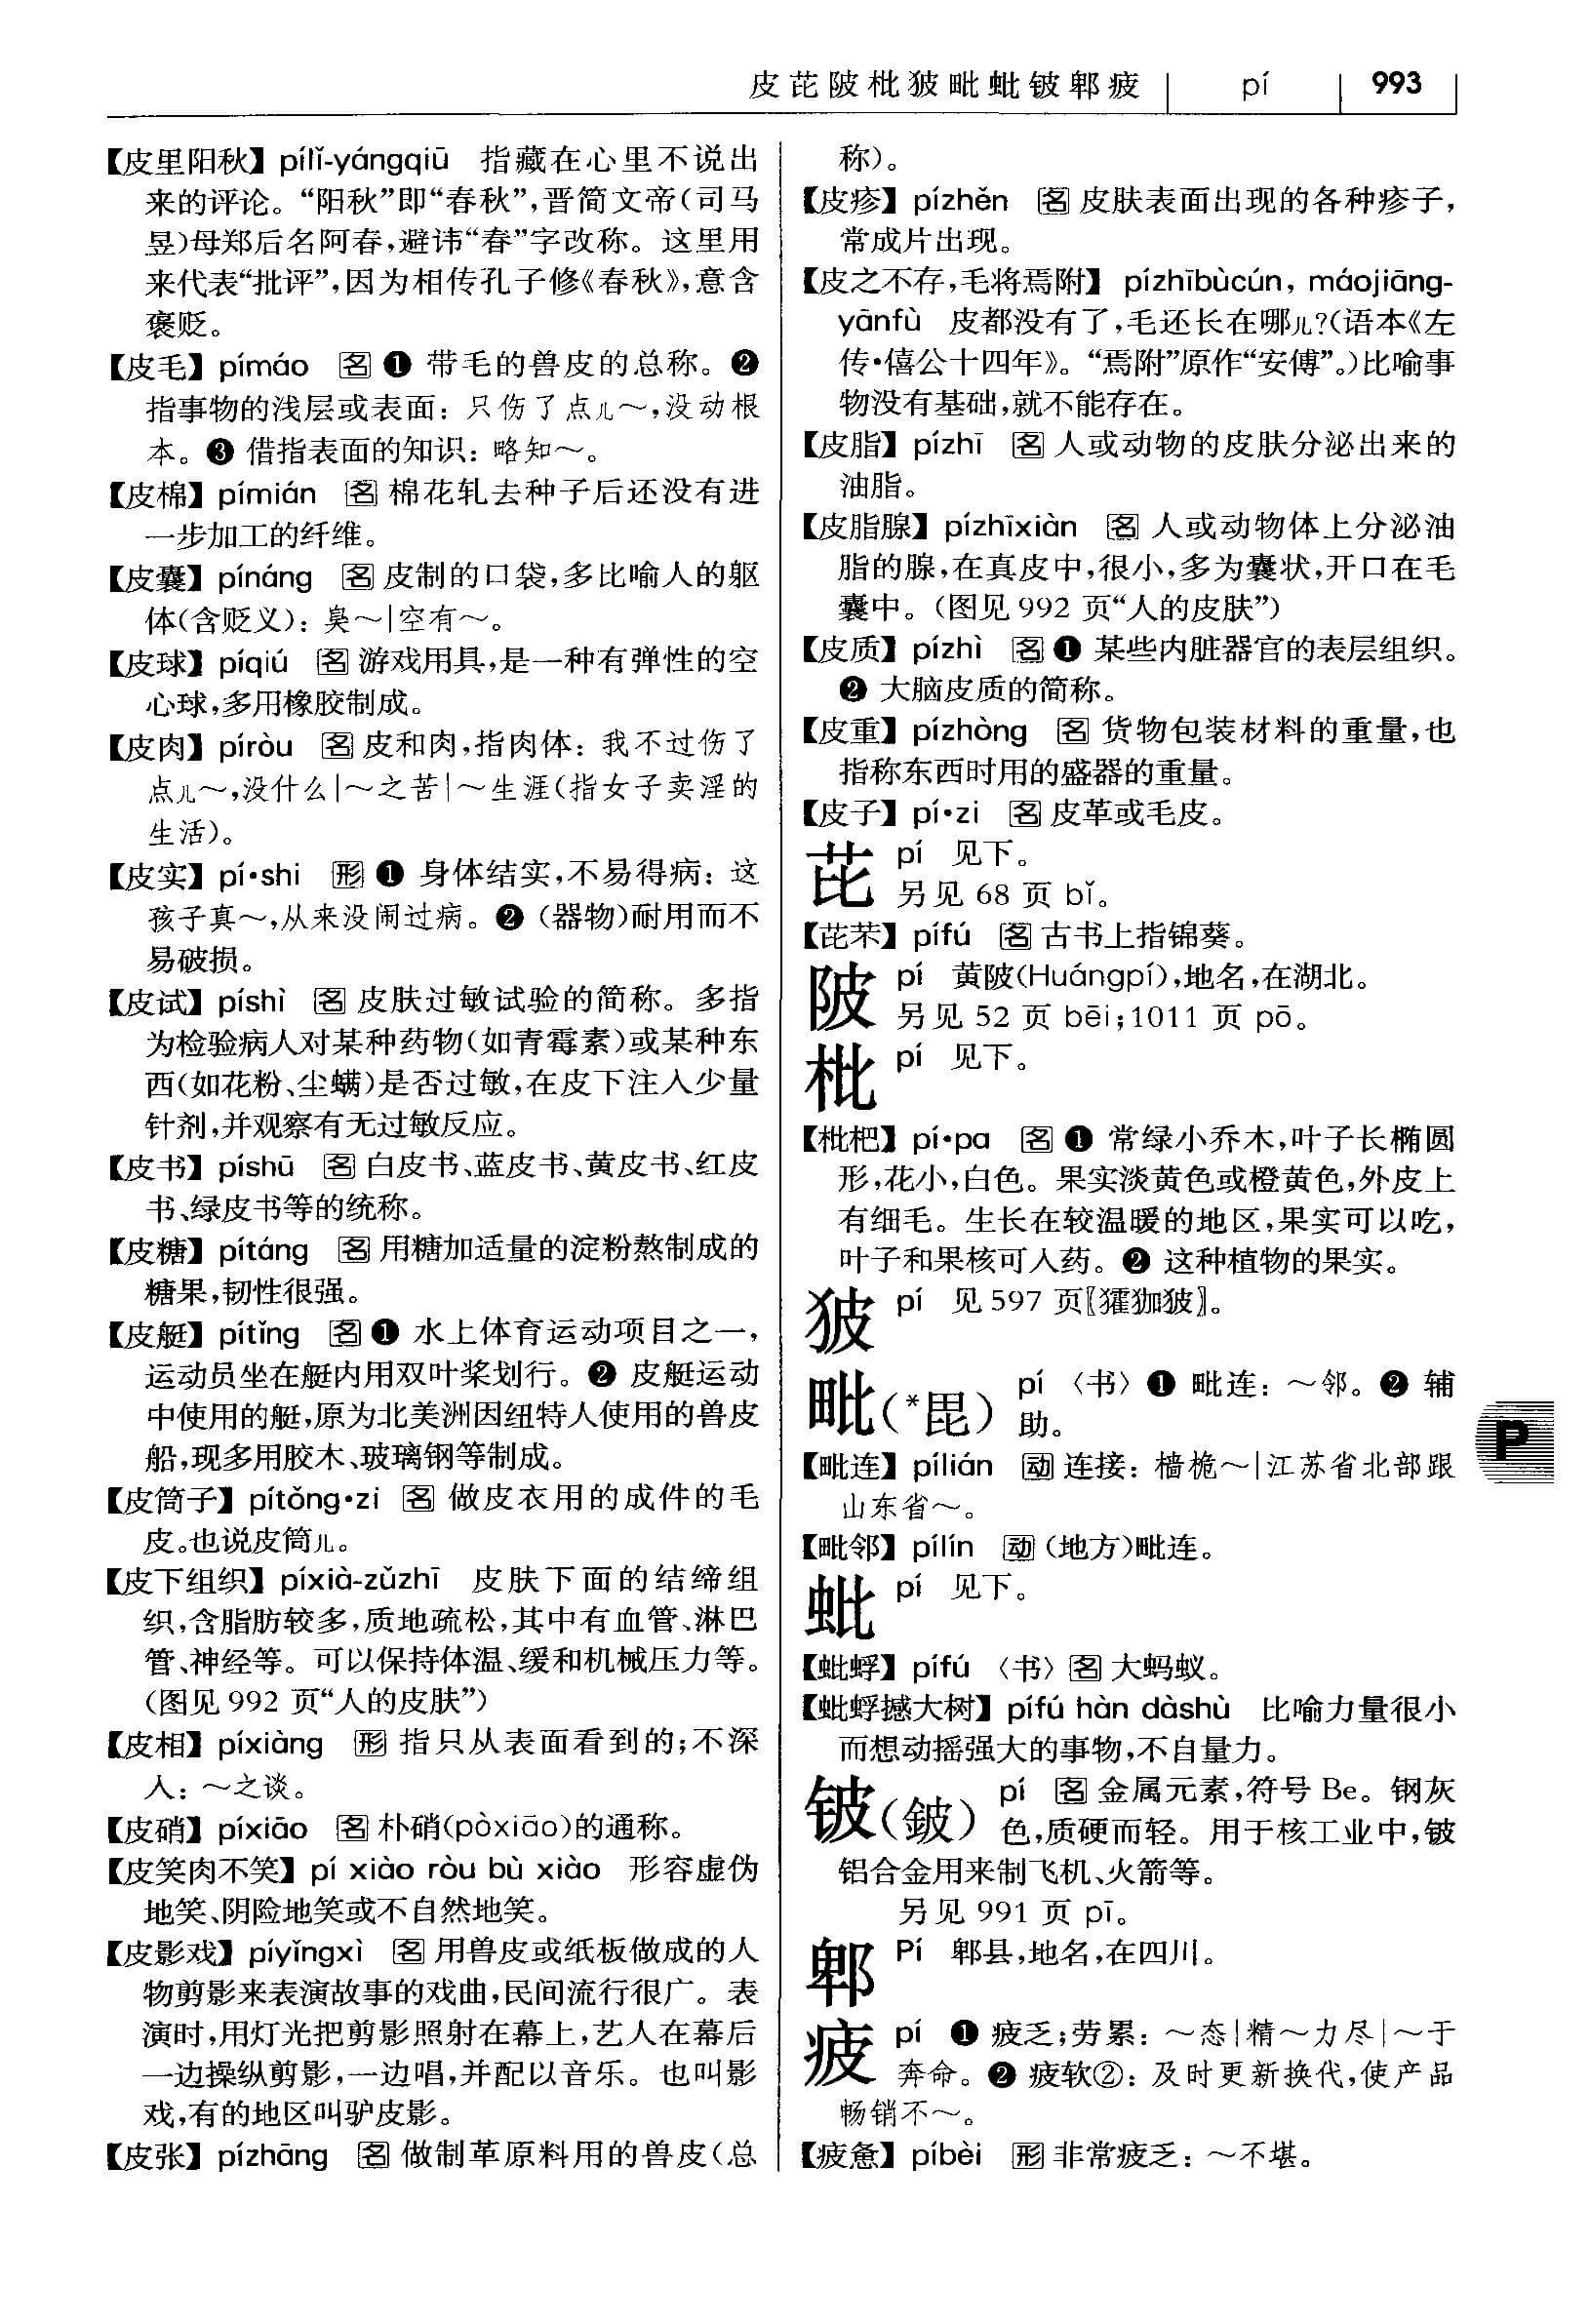 皮芘陂枇狓毗蚍铍郫疲 pí 993
【皮里阳秋】pílǐ-yángqiū 指藏在心里不说出
来的评论。“阳秋”即“春秋”,晋简文帝(司马
昱)母郑后名阿春,避讳“春”字改称。这里用
来代表“批评”,因为相传孔子修《春秋》,意含
褒贬。
【皮毛】pímáo 名❶ 带毛的兽皮的总称。❷
指事物的浅层或表面：只伤了点儿～,没动根
本。❸ 借指表面的知识：略知～。
【皮棉】pímián 名 棉花轧去种子后还没有进
一步加工的纤维。
【皮囊】pínáng 名 皮制的口袋,多比喻人的躯
体(含贬义)：臭～|空有～。
【皮球】píqiú 名 游戏用具,是一种有弹性的空
心球,多用橡胶制成。
【皮肉】píròu 名 皮和肉,指肉体：我不过伤了
点儿～,没什么|～之苦|～生涯(指女子卖淫的
生活)。
【皮实】pí•shi 形❶ 身体结实,不易得病：这
孩子真～,从来没闹过病。❷ (器物)耐用而不
易破损。
【皮试】píshì 名 皮肤过敏试验的简称。多指
为检验病人对某种药物(如青霉素)或某种东
西(如花粉、尘螨)是否过敏,在皮下注入少量
针剂,并观察有无过敏反应。
【皮书】píshū 名 白皮书、蓝皮书、黄皮书、红皮
书、绿皮书等的统称。
【皮糖】pítáng 名 用糖加适量的淀粉熬制成的
糖果,韧性很强。
【皮艇】pítǐng 名❶ 水上体育运动项目之一,
运动员坐在艇内用双叶桨划行。❷ 皮艇运动
中使用的艇,原为北美洲因纽特人使用的兽皮
船,现多用胶木、玻璃钢等制成。
【皮筒子】pítǒng•zi 名 做皮衣用的成件的毛
皮。也说皮筒儿。
【皮下组织】píxià-zǔzhī 皮肤下面的结缔组
织,含脂肪较多,质地疏松,其中有血管、淋巴
管、神经等。可以保持体温、缓和机械压力等。
(图见992页“人的皮肤”)
【皮相】píxiàng 形 指只从表面看到的;不深
入：～之谈。
【皮硝】píxiāo 名 朴硝(pòxiāo)的通称。
【皮笑肉不笑】pí xiào ròu bù xiào 形容虚伪
地笑、阴险地笑或不自然地笑。
【皮影戏】píyǐngxì 名 用兽皮或纸板做成的人
物剪影来表演故事的戏曲,民间流行很广。表
演时,用灯光把剪影照射在幕上,艺人在幕后
一边操纵剪影,一边唱,并配以音乐。也叫影
戏,有的地区叫驴皮影。
【皮张】pízhāng 名 做制革原料用的兽皮(总
称)。
【皮疹】pízhěn 名 皮肤表面出现的各种疹子,
常成片出现。
【皮之不存,毛将焉附】pízhībùcún, máojiāng-
yānfù 皮都没有了,毛还长在哪儿?(语本《左
传•僖公十四年》。“焉附”原作“安傅”。)比喻事
物没有基础,就不能存在。
【皮脂】pízhī 名 人或动物的皮肤分泌出来的
油脂。
【皮脂腺】pízhīxiàn 名 人或动物体上分泌油
脂的腺,在真皮中,很小,多为囊状,开口在毛
囊中。(图见992页“人的皮肤”)
【皮质】pízhì 名❶ 某些内脏器官的表层组织。
❷ 大脑皮质的简称。
【皮重】pízhòng 名 货物包装材料的重量,也
指称东西时用的盛器的重量。
【皮子】pí•zi 名 皮革或毛皮。
芘 pí 见下。
另见68页 bǐ。
【芘芣】pífú 名 古书上指锦葵。
陂 pí 黄陂(Huángpí),地名,在湖北。
另见52页 bēi;1011页 pō。
枇 pí 见下。
【枇杷】pí•pa 名❶ 常绿小乔木,叶子长椭圆
形,花小,白色。果实淡黄色或橙黄色,外皮上
有细毛。生长在较温暖的地区,果实可以吃,
叶子和果核可入药。❷ 这种植物的果实。
狓 pí 见597页〖㺢㹢狓〗。
毗(*毘) pí 〈书〉❶ 毗连：～邻。❷ 辅
助。
【毗连】pílián 动 连接：樯桅～|江苏省北部跟
山东省～。
【毗邻】pílín 动 (地方)毗连。
蚍 pí 见下。
【蚍蜉】pífú 〈书〉名 大蚂蚁。
【蚍蜉撼大树】pífú hàn dàshù 比喻力量很小
而想动摇强大的事物,不自量力。
铍(鈹) pí 名 金属元素,符号Be。钢灰
色,质硬而轻。用于核工业中,铍
铝合金用来制飞机、火箭等。
另见991页 pī。
郫 Pí 郫县,地名,在四川。
疲 pí ❶ 疲乏;劳累：～态|精～力尽|～于
奔命。❷ 疲软②：及时更新换代,使产品
畅销不～。
【疲惫】píbèi 形 非常疲乏：～不堪。
P